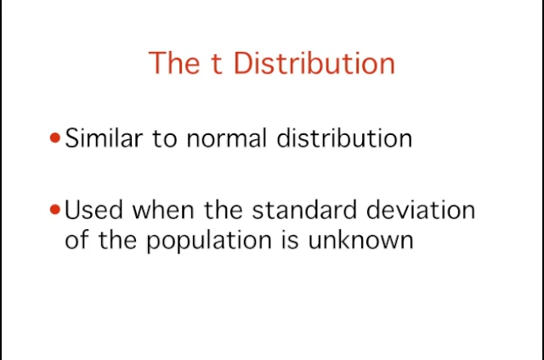 The t Distribution
•Similar to normal distribution
•Used when the standard deviation
of the population is unknown